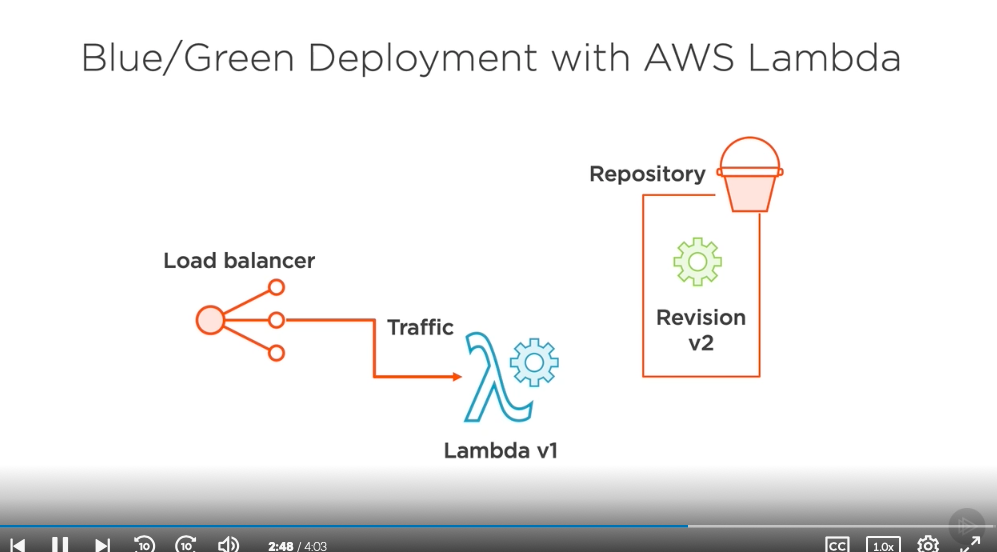 Blue/Green Deployment with AWS Lambda
Repository
Load balancer
Revision
v2
Traffic
Lambda v1
10
10
2:48 / 4:03
CC
1.0x